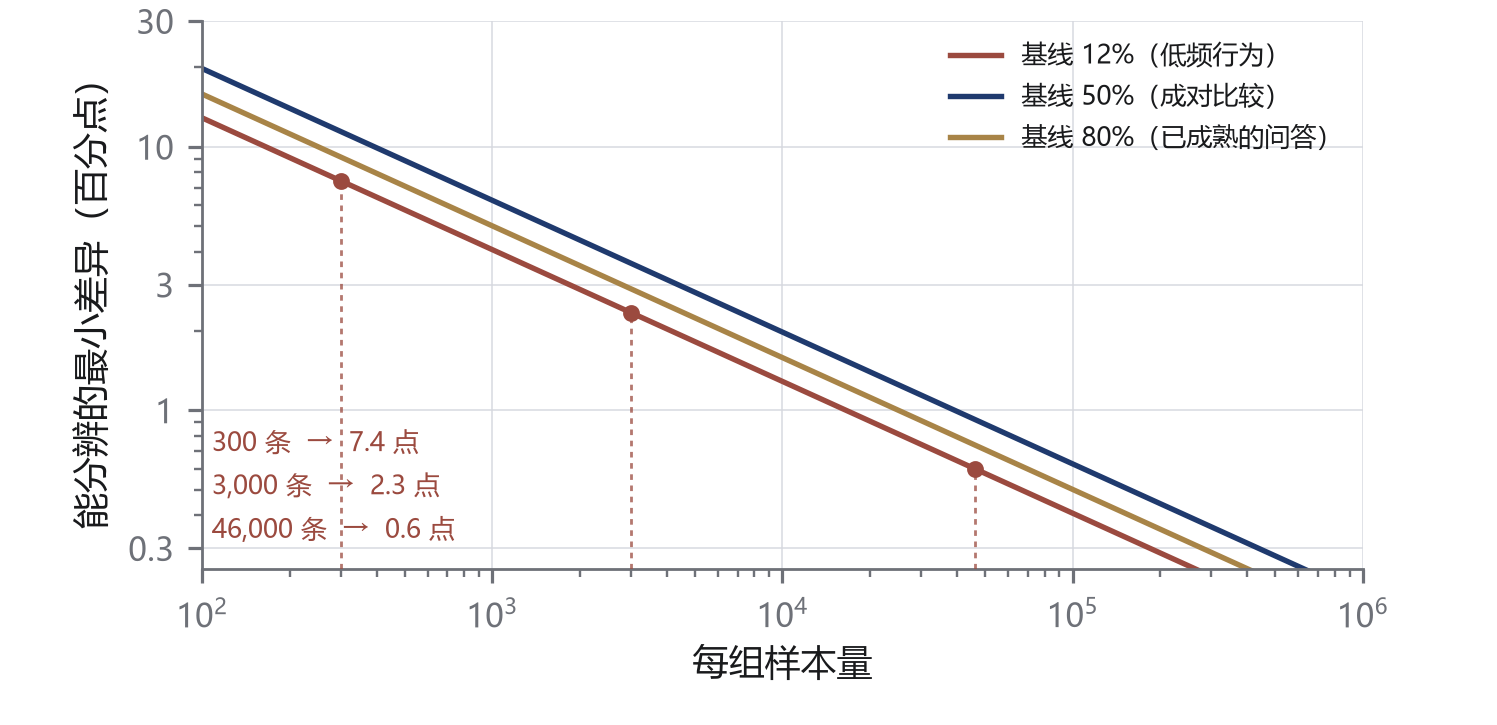 能分辨的最小差异（百分点）
30
10
3
1
0.3
基线 12%（低频行为）
基线 50%（成对比较）
基线 80%（已成熟的问答）
300 条 → 7.4 点
3,000 条 → 2.3 点
46,000 条 → 0.6 点
10² 10³ 10⁴ 10⁵ 10⁶
每组样本量